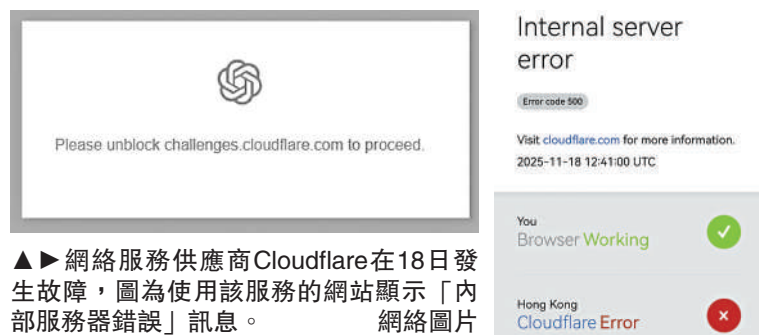 Please unblock challenges.cloudflare.com to proceed.
▲►網絡服務供應商Cloudflare在18日發
生故障，圖為使用該服務的網站顯示「內
部服務器錯誤」訊息。 網絡圖片
Internal server
error
Error code 500
Visit cloudflare.com for more information.
2025-11-18 12:41:00 UTC
You
Browser Working
Hong Kong
Cloudflare Error